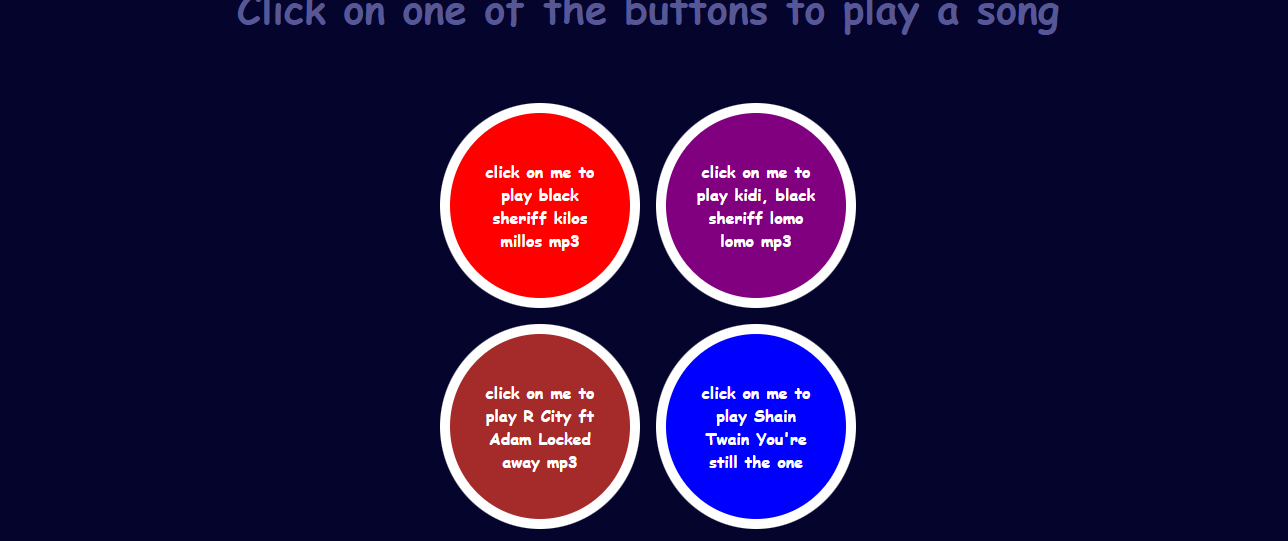 Click on one of the buttons to play a song
click on me to
play black
sheriff kilos
millos mp3
click on me to
play kidi, black
sheriff lomo
lomo mp3
click on me to
play R City ft
Adam Locked
away mp3
click on me to
play Shain
Twain You're
still the one